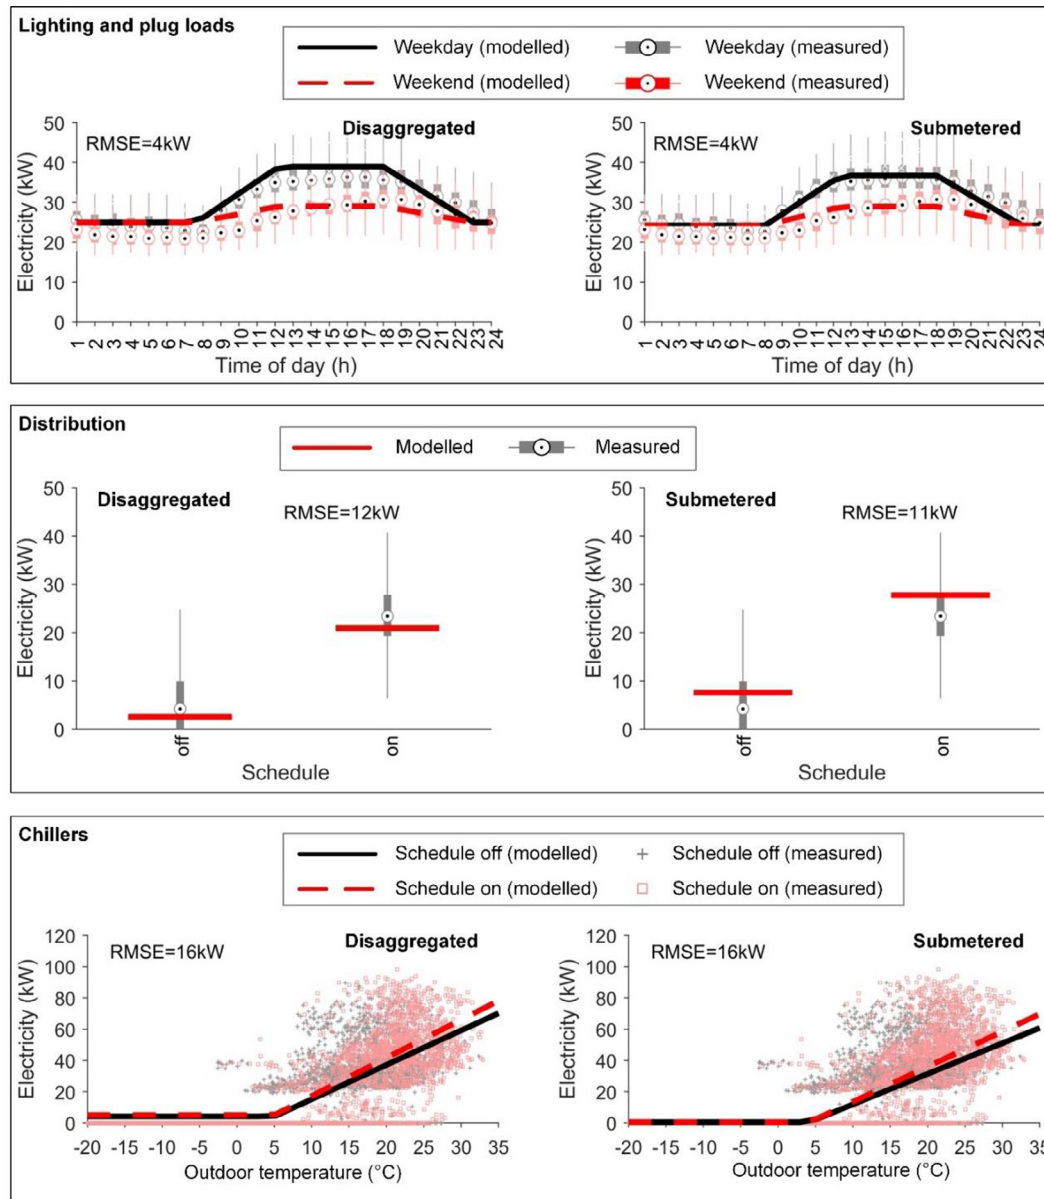 Lighting and plug loads
Weekday (modelled) Weekday (measured)
Weekend (modelled) Weekend (measured)
RMSE=4kW Disaggregated
Electricity (kW)
50
40
30
20
10
0
1 2 3 4 5 6 7 8 9 10 11 12 13 14 15 16 17 18 19 20 21 22 23 24
Time of day (h)
RMSE=4kW Submetered
Electricity (kW)
50
40
30
20
10
0
1 2 3 4 5 6 7 8 9 10 11 12 13 14 15 16 17 18 19 20 21 22 23 24
Time of day (h)
Distribution
Modelled Measured
Disaggregated
RMSE=12kW
Electricity (kW)
50
40
30
20
10
0
off on
Schedule
Submetered
RMSE=11kW
Electricity (kW)
50
40
30
20
10
0
off on
Schedule
Chillers
Schedule off (modelled) Schedule off (measured)
Schedule on (modelled) Schedule on (measured)
RMSE=16kW Disaggregated
Electricity (kW)
120
100
80
60
40
20
0
-20 -15 -10 -5 0 5 10 15 20 25 30 35
Outdoor temperature (°C)
RMSE=16kW Submetered
Electricity (kW)
120
100
80
60
40
20
0
-20 -15 -10 -5 0 5 10 15 20 25 30 35
Outdoor temperature (°C)